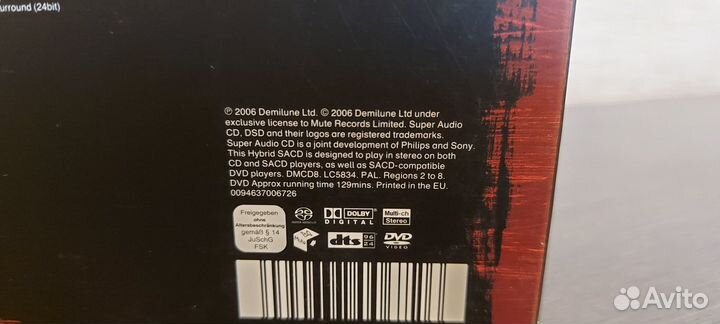 urround (24bit)
℗ 2006 Demilune Ltd. © 2006 Demilune Ltd under
exclusive license to Mute Records Limited. Super Audio
CD, DSD and their logos are registered trademarks.
Super Audio CD is a joint development of Philips and Sony.
This Hybrid SACD is designed to play in stereo on both
CD and SACD players, as well as SACD-compatible
DVD players. DMCD8. LC5834. PAL. Regions 2 to 8.
DVD Approx running time 129mins. Printed in the EU.
0094637006726
Freigegeben
ohne
Altersbeschränkung
gemäß § 14
JuSchG
FSK
DOLBY
DIGITAL
Multi-ch
Stereo
Mute
dts 96
24
DVD
VIDEO
Avito